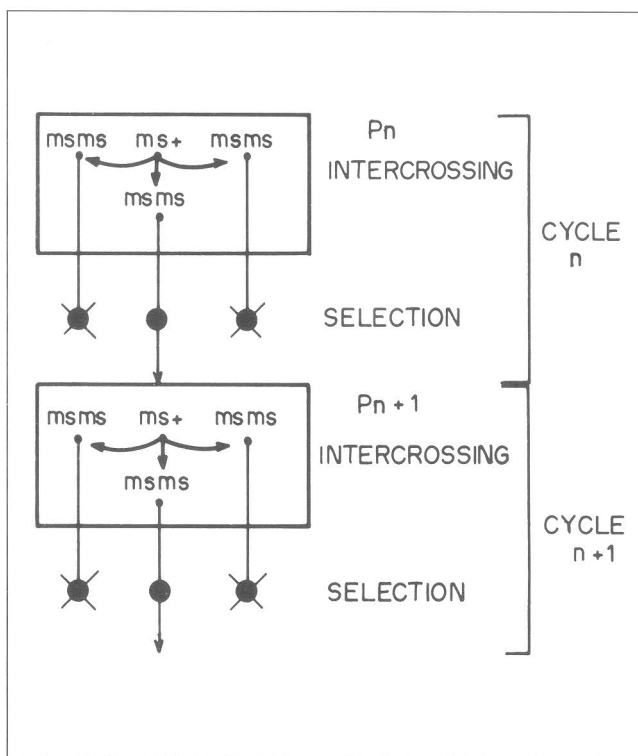 msms ms+ msms Pn
INTERCROSSING
msms
CYCLE
n
SELECTION
msms ms+ msms Pn+1
INTERCROSSING
msms
CYCLE
n+1
SELECTION